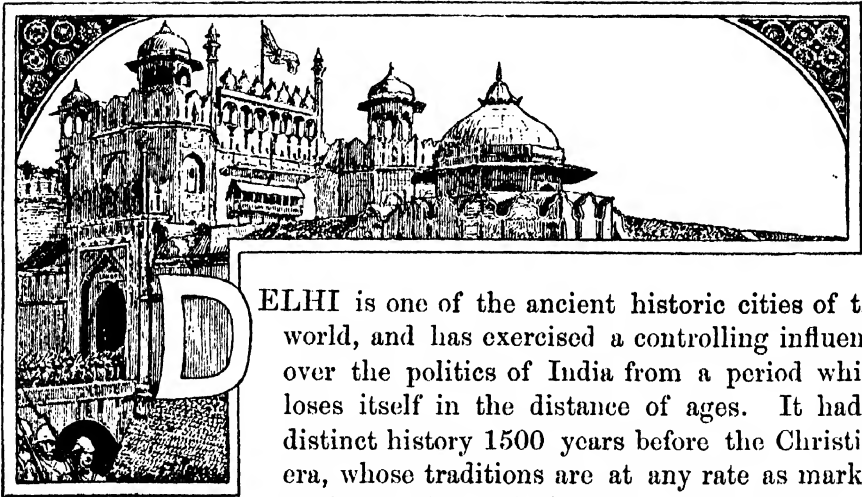 DELHI is one of the ancient historic cities of t
world, and has exercised a controlling influen
over the politics of India from a period whi
loses itself in the distance of ages. It had
distinct history 1500 years before the Christi
era, whose traditions are at any rate as mark